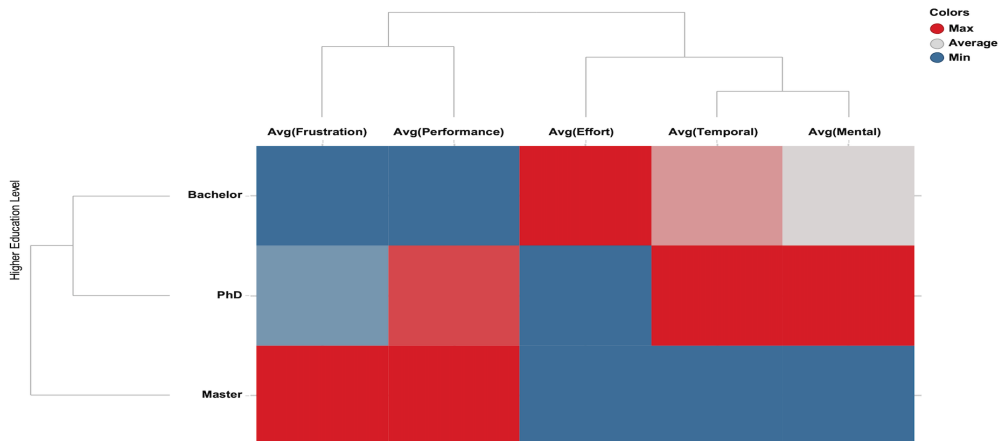 Colors
Max
Average
Min
Avg(Frustration) Avg(Performance) Avg(Effort) Avg(Temporal) Avg(Mental)
Higher Education Level
Bachelor
PhD
Master